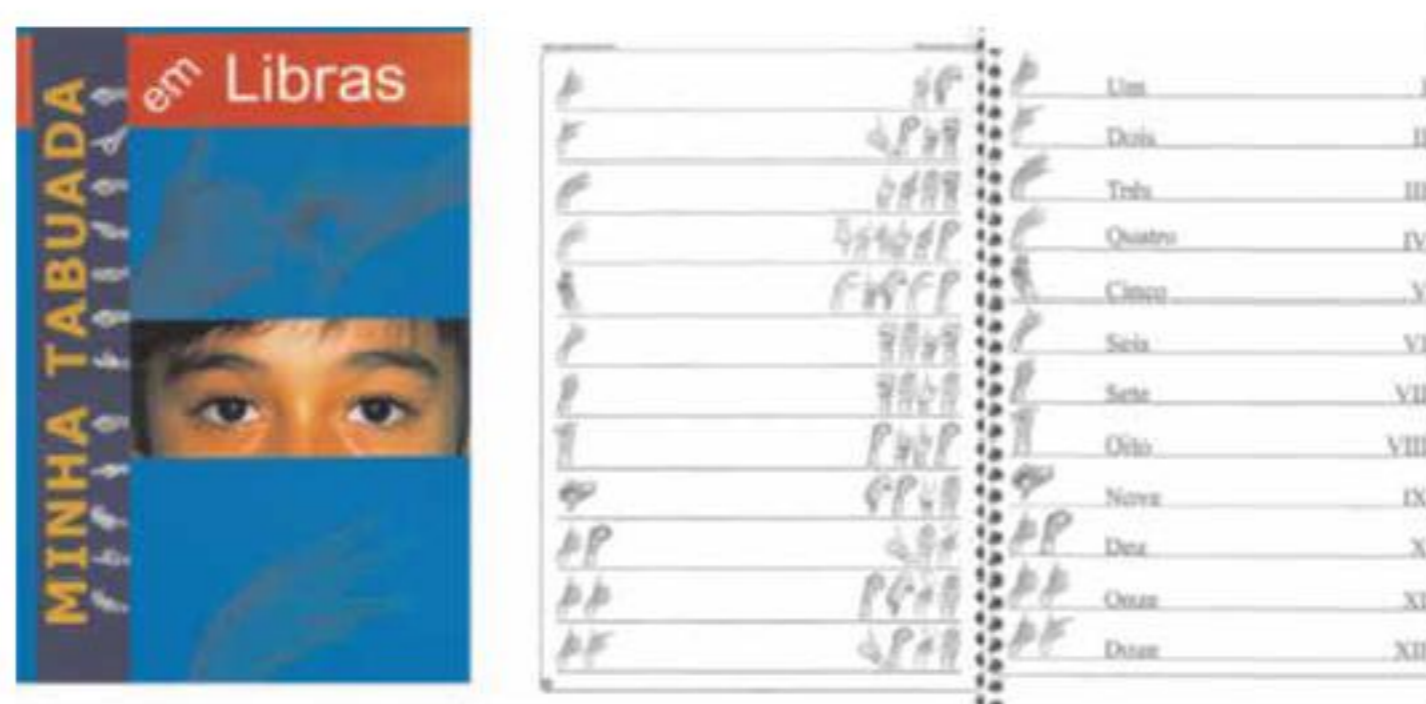 MINHA TABUADA
em Libras
Um I
Dois II
Três III
Quatro IV
Cinco V
Seis VI
Sete VII
Oito VIII
Nove IX
Dez X
Onze XI
Doze XII